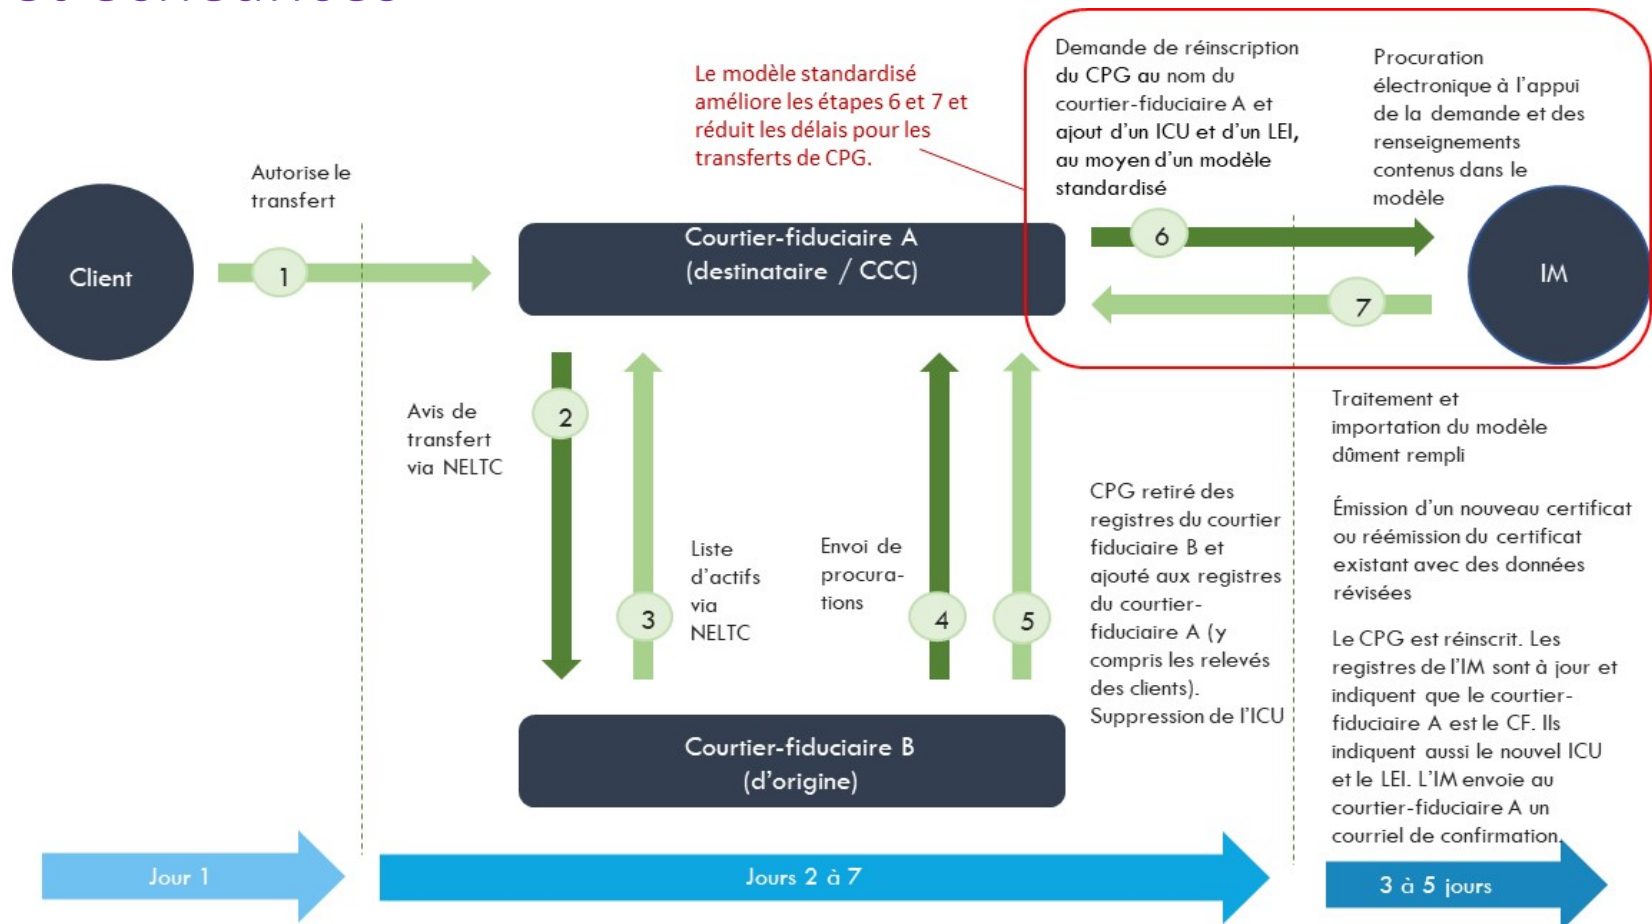 et échéances
Le modèle standardisé
améliore les étapes 6 et 7 et
réduit les délais pour les
transferts de CPG.
Demande de réinscription
du CPG au nom du
courtier-fiduciaire A et
ajout d'un ICU et d'un LEI,
au moyen d'un modèle
standardisé
Procuration
électronique à l'appui
de la demande et des
renseignements
contenus dans le
modèle
Autorise le
transfert
Client
1
Courtier-fiduciaire A
(destinataire / CCC)
6
7
IM
Avis de
transfert
via NELTC
2
3
Liste
d'actifs
via
NELTC
Envoi de
procura-
tions
4
5
CPG retiré des
registres du courtier
fiduciaire B et
ajouté aux registres
du courtier-
fiduciaire A (y
compris les relevés
des clients).
Suppression de l'ICU
Traitement et
importation du modèle
dûment rempli
Émission d'un nouveau certificat
ou réémission du certificat
existant avec des données
révisées
Le CPG est réinscrit. Les
registres de l'IM sont à jour et
indiquent que le courtier-
fiduciaire A est le CF. Ils
indiquent aussi le nouvel ICU
et le LEI. L'IM envoie au
courtier-fiduciaire A un
courriel de confirmation.
Courtier-fiduciaire B
(d'origine)
Jour 1
Jours 2 à 7
3 à 5 jours